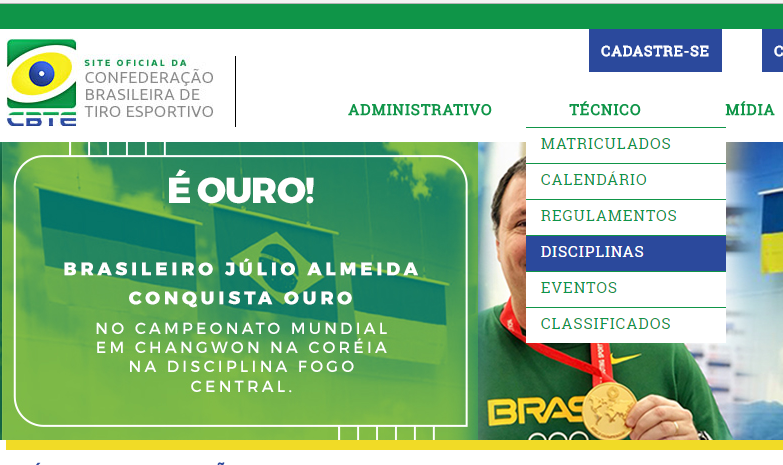 SITE OFICIAL DA
CONFEDERAÇÃO
BRASILEIRA DE
TIRO ESPORTIVO
CBTE
CADASTRE-SE
ADMINISTRATIVO
TÉCNICO
MÍDIA
MATRICULADOS
CALENDÁRIO
REGULAMENTOS
DISCIPLINAS
EVENTOS
CLASSIFICADOS
É OURO!
BRASILEIRO JÚLIO ALMEIDA
CONQUISTA OURO
NO CAMPEONATO MUNDIAL
EM CHANGWON NA CORÉIA
NA DISCIPLINA FOGO
CENTRAL.
BRAS